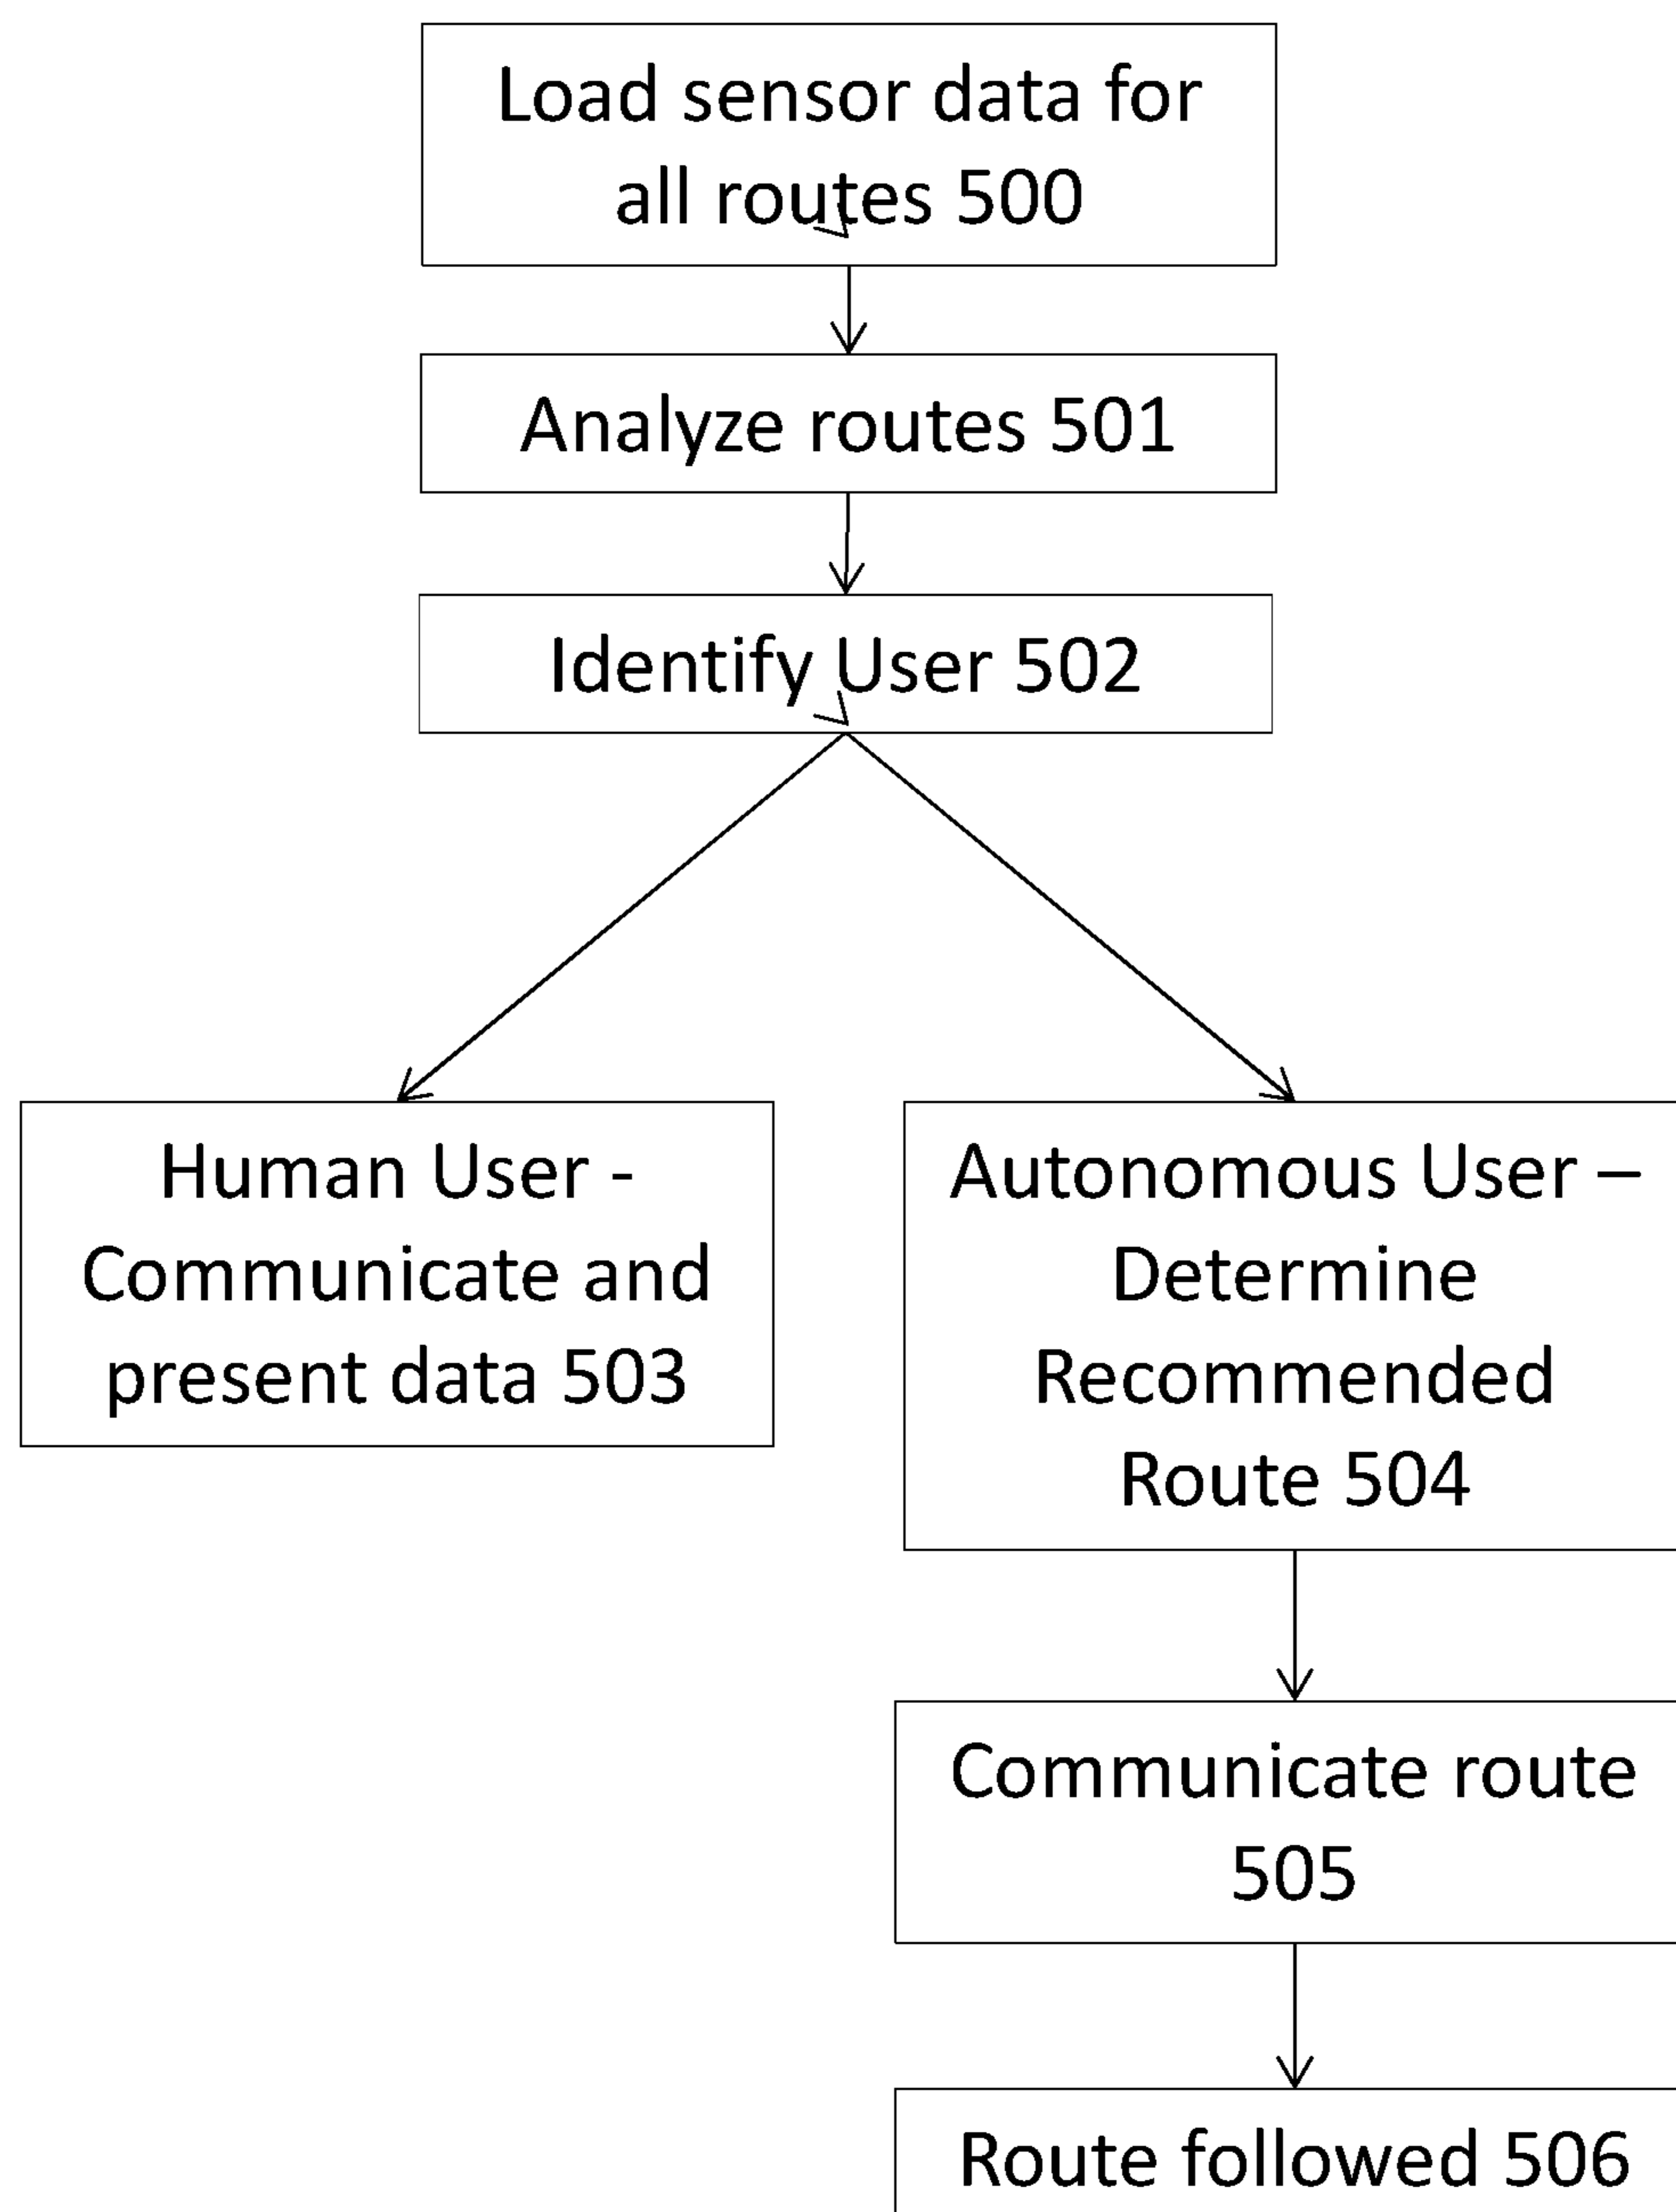 Load sensor data for
all routes 500
Analyze routes 501
Identify User 502
Human User -
Communicate and
present data 503
Autonomous User –
Determine
Recommended
Route 504
Communicate route
505
Route followed 506